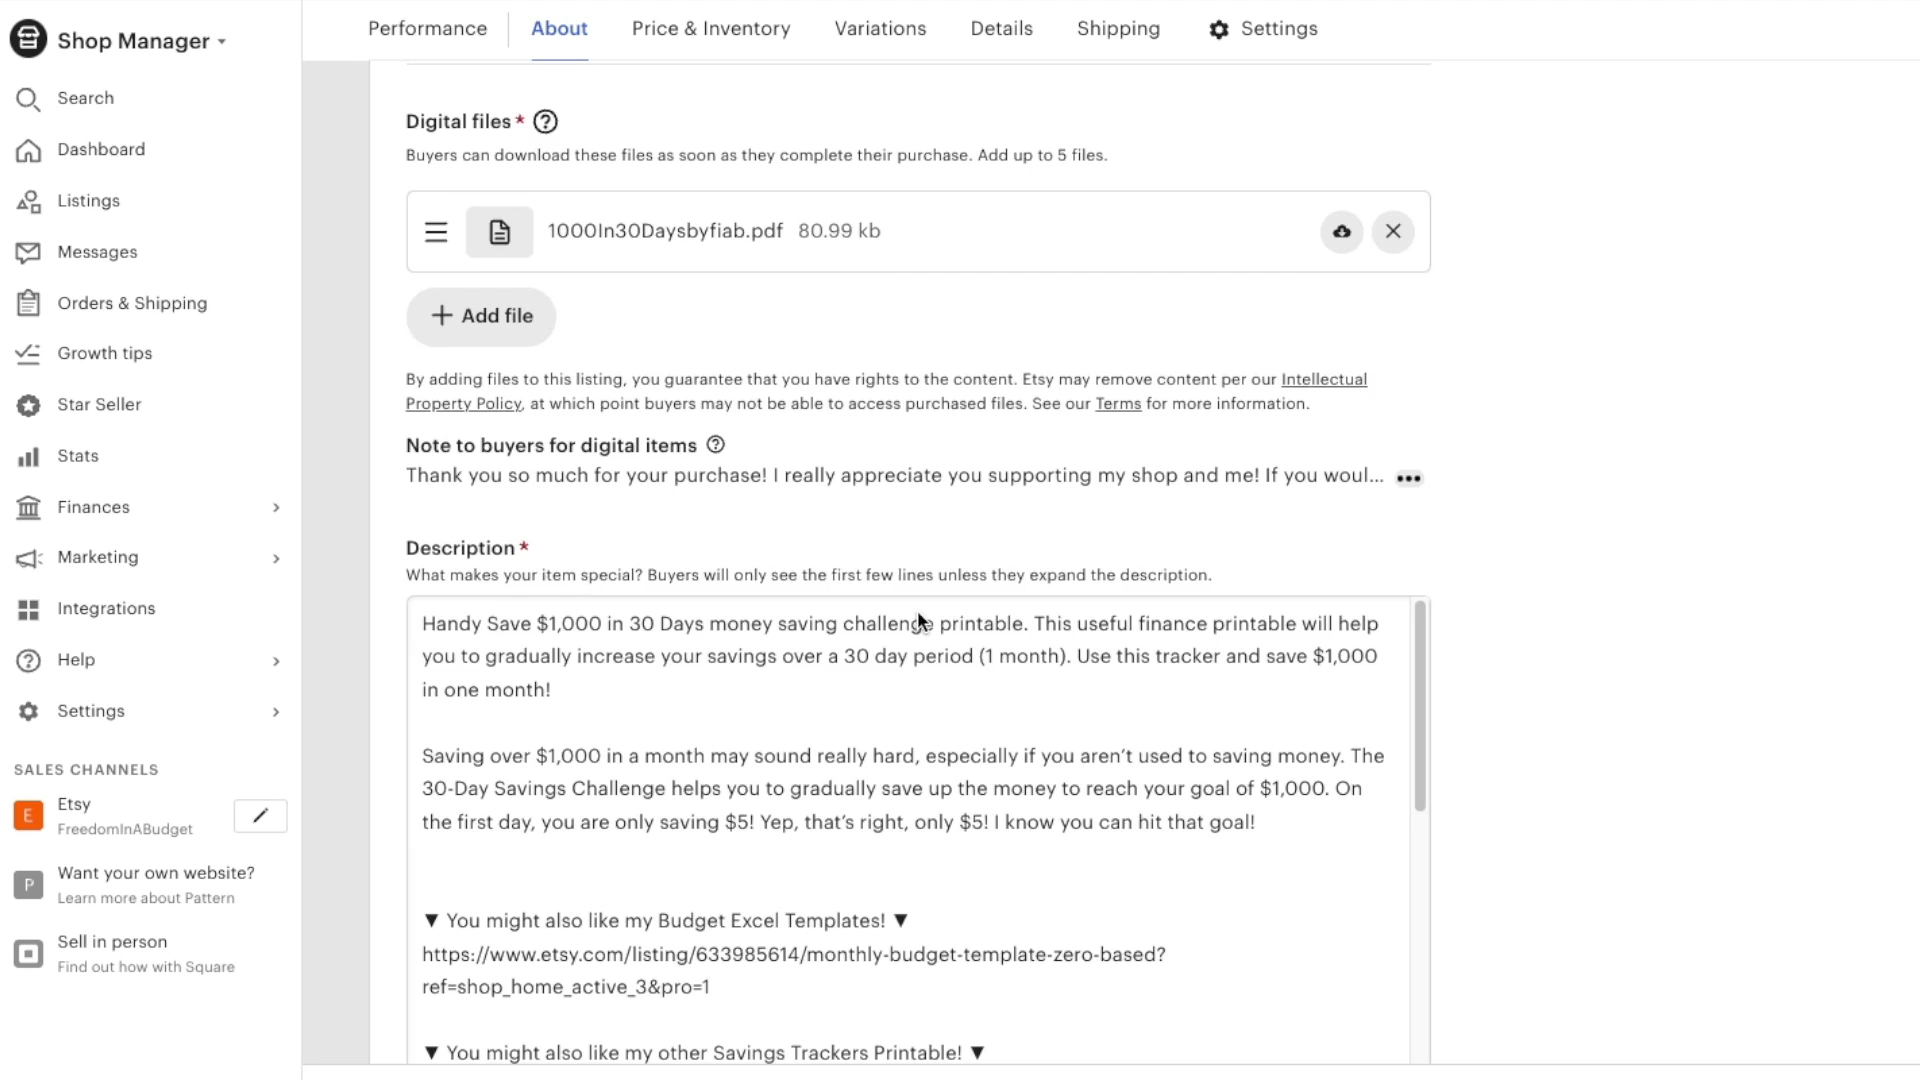 Shop Manager
Search
Dashboard
Listings
Messages
Orders & Shipping
Growth tips
Star Seller
Stats
Finances
Marketing
Integrations
Help
Settings
SALES CHANNELS
E
Etsy
FreedomInABudget
P
Want your own website?
Learn more about Pattern
Sell in person
Find out how with Square
Performance
About
Price & Inventory
Variations
Details
Shipping
Settings
Digital files *
Buyers can download these files as soon as they complete their purchase. Add up to 5 files.
1000In30Daysbyfiab.pdf 80.99 kb
+ Add file
By adding files to this listing, you guarantee that you have rights to the content. Etsy may remove content per our Intellectual
Property Policy, at which point buyers may not be able to access purchased files. See our Terms for more information.
Note to buyers for digital items
Thank you so much for your purchase! I really appreciate you supporting my shop and me! If you woul...
Description *
What makes your item special? Buyers will only see the first few lines unless they expand the description.
Handy Save $1,000 in 30 Days money saving challenge printable. This useful finance printable will help
you to gradually increase your savings over a 30 day period (1 month). Use this tracker and save $1,000
in one month!
Saving over $1,000 in a month may sound really hard, especially if you aren’t used to saving money. The
30-Day Savings Challenge helps you to gradually save up the money to reach your goal of $1,000. On
the first day, you are only saving $5! Yep, that’s right, only $5! I know you can hit that goal!
▼ You might also like my Budget Excel Templates! ▼
https://www.etsy.com/listing/633985614/monthly-budget-template-zero-based?
ref=shop_home_active_3&pro=1
▼ You might also like my other Savings Trackers Printable! ▼